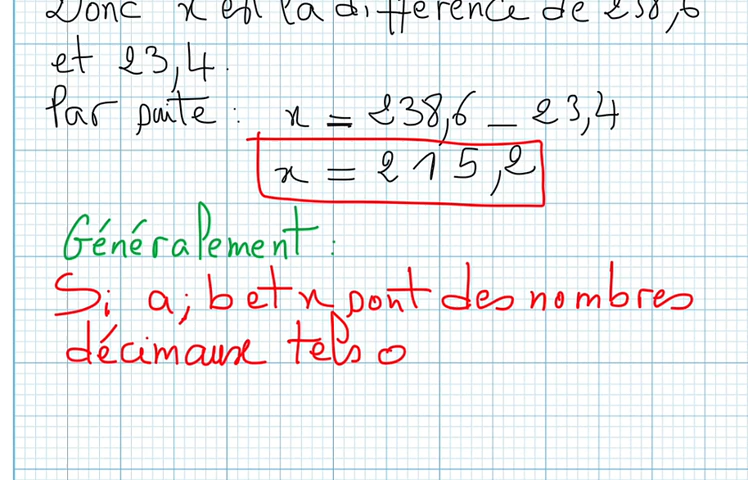 Donc x est la différence de 238,6
et 23,4.
Par suite : x = 238,6 - 23,4
x = 215,2
Généralement :
Si a; b et x sont des nombres
décimaux tels